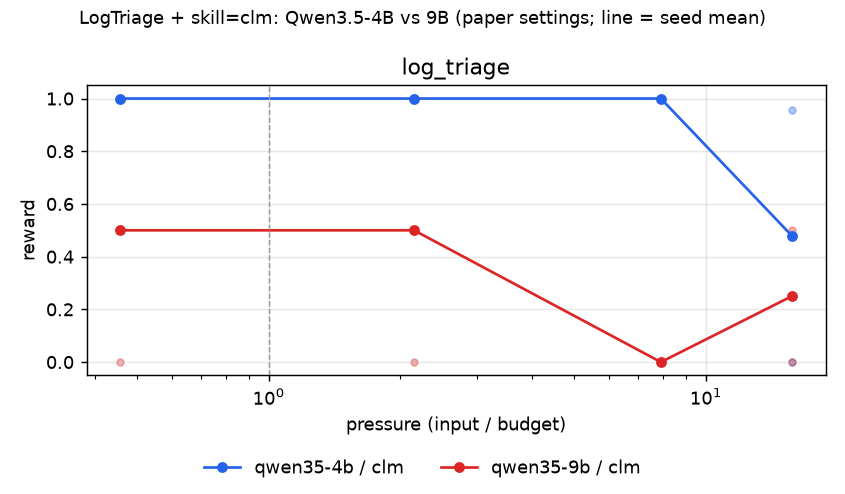 LogTriage + skill=clm: Qwen3.5-4B vs 9B (paper settings; line = seed mean)
log_triage
1.0
0.8
0.6
0.4
0.2
0.0
reward
10⁰
10¹
pressure (input / budget)
qwen35-4b / clm
qwen35-9b / clm